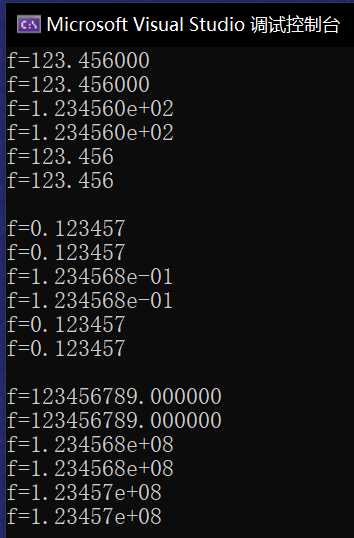 Microsoft Visual Studio 调试控制台
f=123.456000
f=123.456000
f=1.234560e+02
f=1.234560e+02
f=123.456
f=123.456
f=0.123457
f=0.123457
f=1.234568e-01
f=1.234568e-01
f=0.123457
f=0.123457
f=123456789.000000
f=123456789.000000
f=1.234568e+08
f=1.234568e+08
f=1.23457e+08
f=1.23457e+08